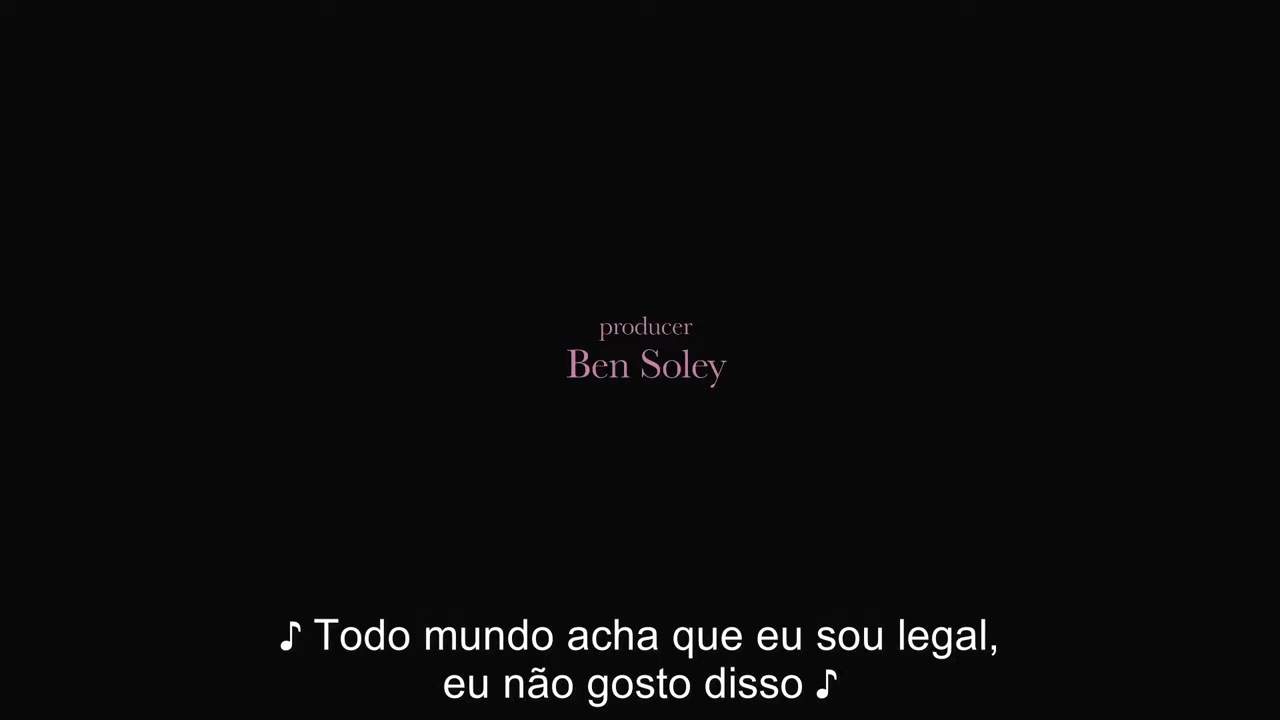 producer
Ben Soley
♪ Todo mundo acha que eu sou legal,
eu não gosto disso ♪